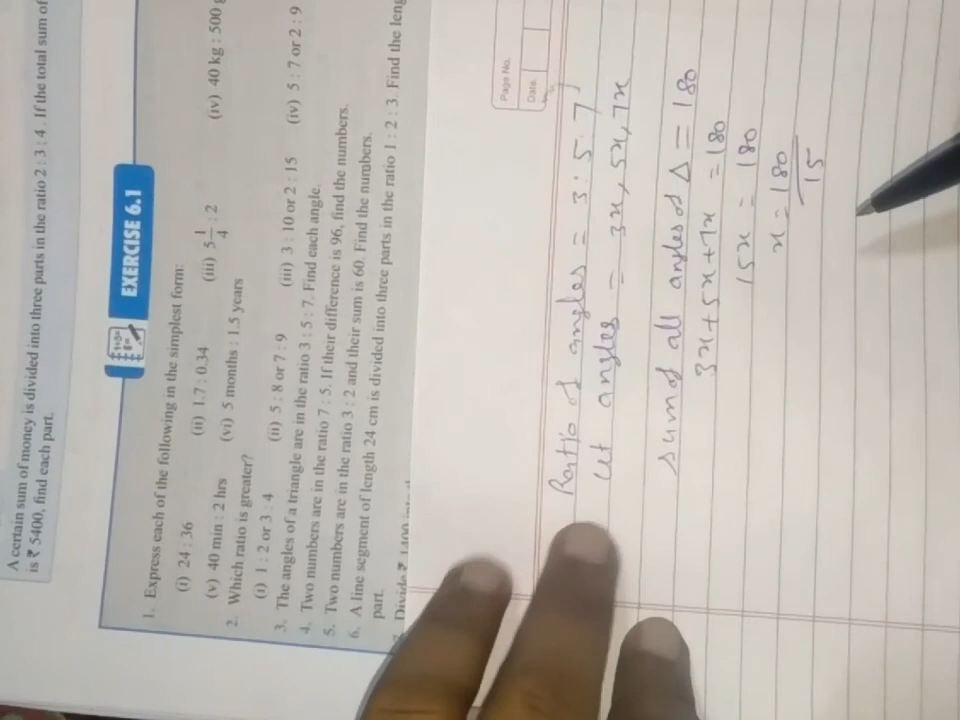 A certain sum of money is divided into three parts in the ratio 2 : 3 : 4. If the total sum of
is ₹ 5400, find each part.
EXERCISE 6.1
1. Express each of the following in the simplest form:
(i) 24 : 36 (ii) 1.7 : 0.34 (iii) 5 1/4 : 2 (iv) 40 kg : 500 g
(v) 40 min : 2 hrs (vi) 5 months : 1.5 years
2. Which ratio is greater?
(i) 1 : 2 or 3 : 4 (ii) 5 : 8 or 7 : 9 (iii) 3 : 10 or 2 : 15 (iv) 5 : 7 or 2 : 9
3. The angles of a triangle are in the ratio 3 : 5 : 7. Find each angle.
4. Two numbers are in the ratio 7 : 5. If their difference is 96, find the numbers.
5. Two numbers are in the ratio 3 : 2 and their sum is 60. Find the numbers.
6. A line segment of length 24 cm is divided into three parts in the ratio 1 : 2 : 3. Find the leng
part.
Divide ₹ 1400
Page No.
Date
Ratio of angles = 3 : 5 : 7
let angles = 3x, 5x, 7x
sum of all angles of Δ = 180
3x + 5x + 7x = 180
15x = 180
x = 180/15